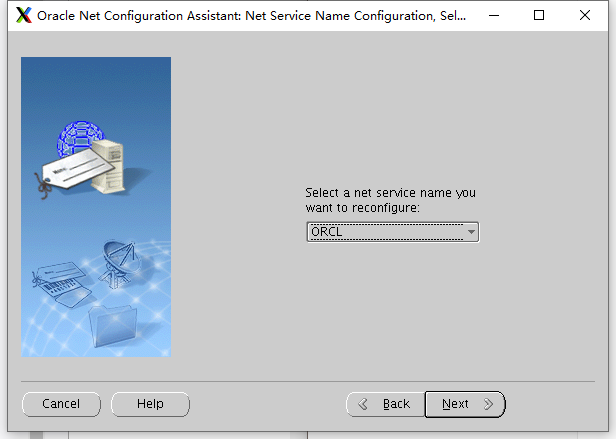 Oracle Net Configuration Assistant: Net Service Name Configuration, Sel...
Select a net service name you
want to reconfigure:
ORCL
Cancel
Help
Back
Next